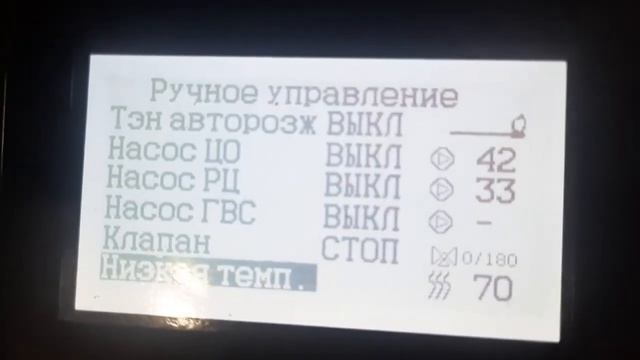 Ручное управление
Тэн авторозж ВЫКЛ
Насос ЦО ВЫКЛ 42
Насос РЦ ВЫКЛ 33
Насос ГВС ВЫКЛ -
Клапан СТОП 0/180
Низкая темп. 70